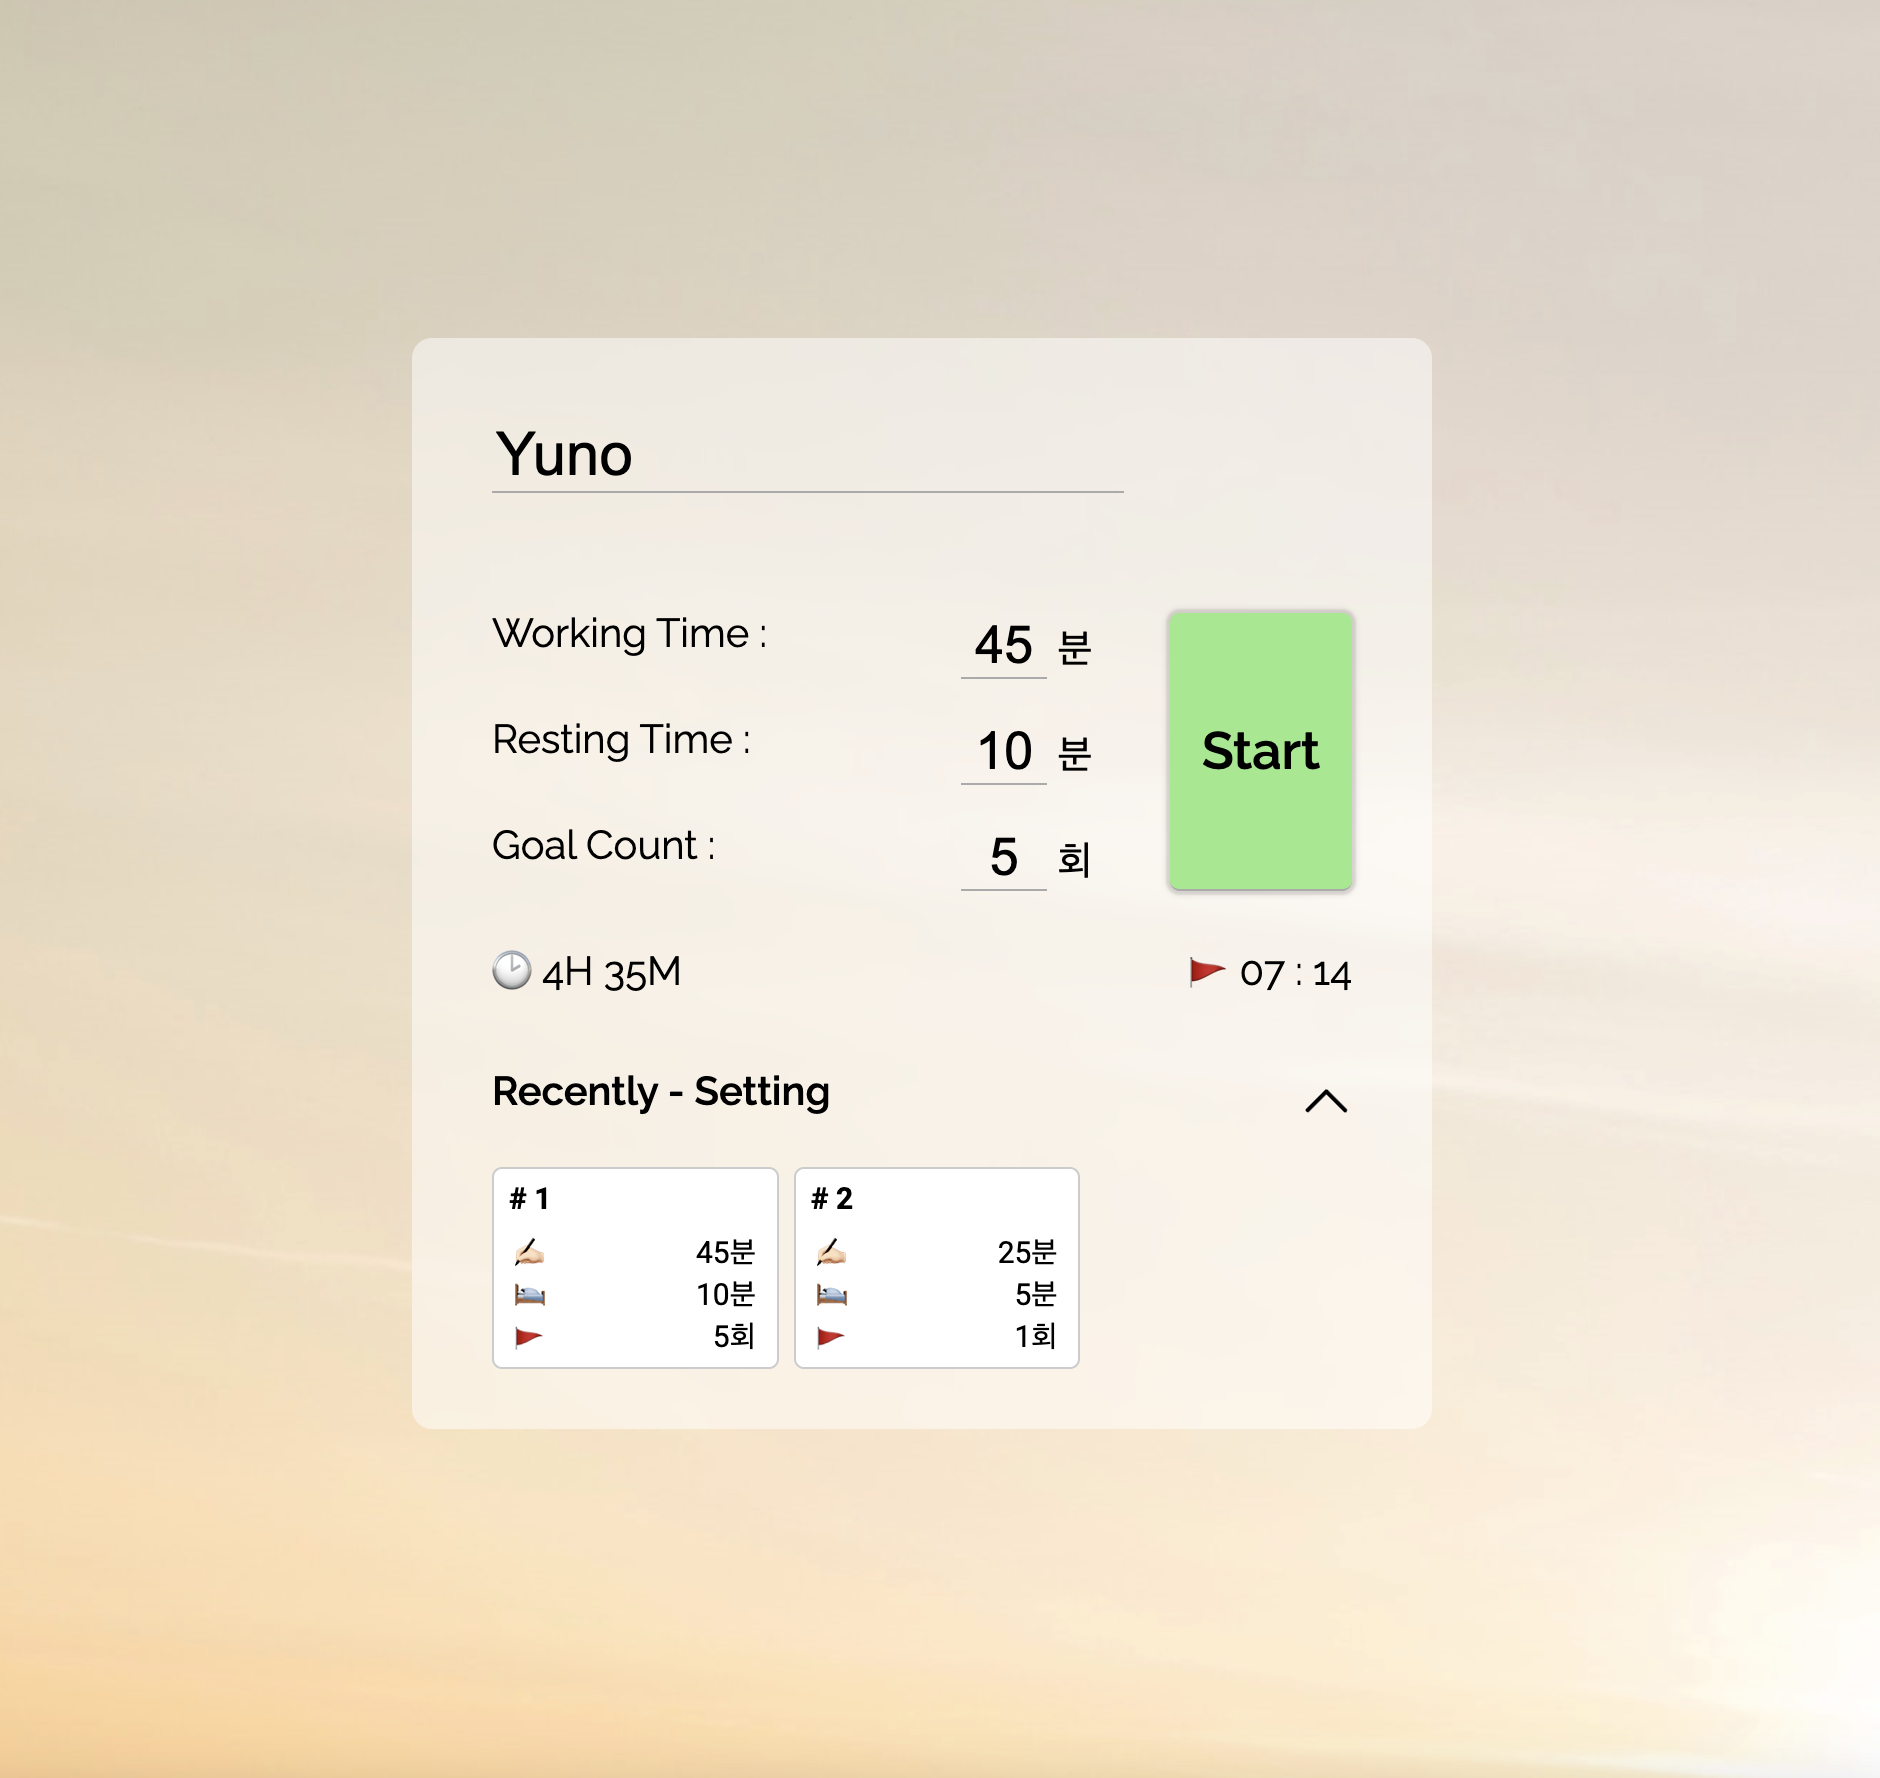 Yuno
Working Time : 45 분
Resting Time : 10 분
Start
Goal Count : 5 회
4H 35M
07 : 14
Recently - Setting
# 1
45분
10분
5회
# 2
25분
5분
1회